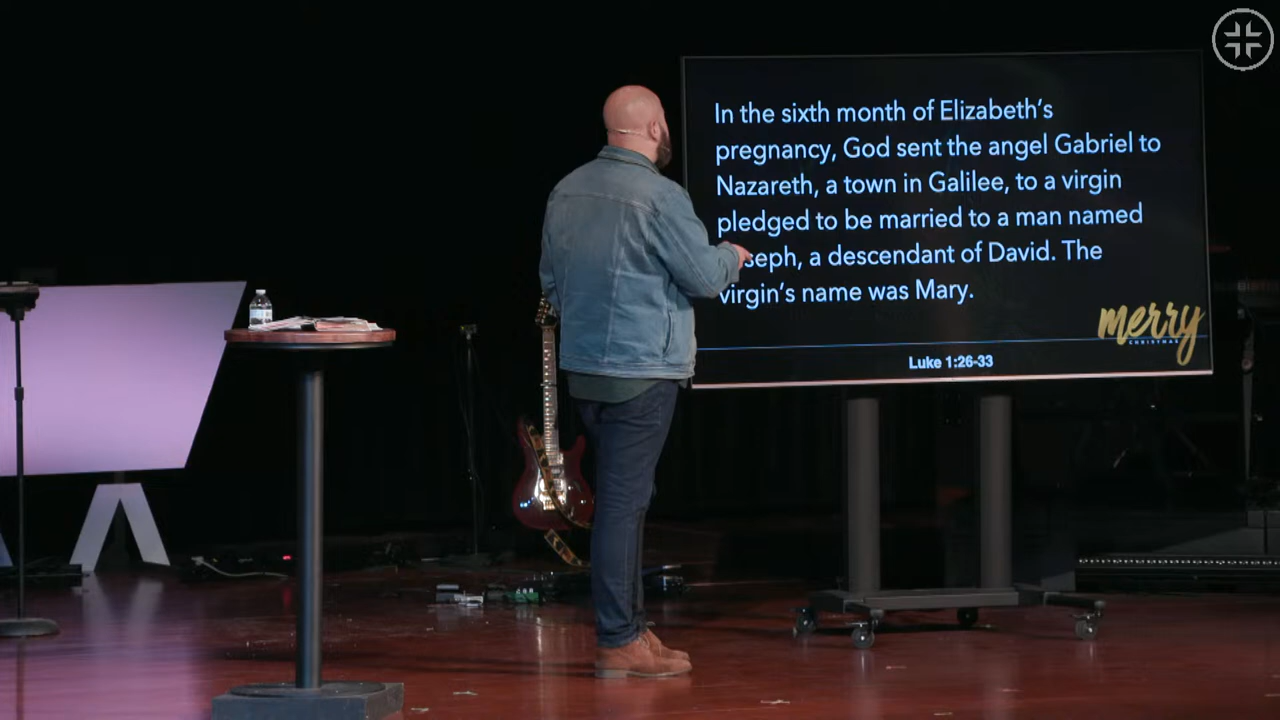 In the sixth month of Elizabeth's
pregnancy, God sent the angel Gabriel to
Nazareth, a town in Galilee, to a virgin
pledged to be married to a man named
seph, a descendant of David. The
virgin's name was Mary.
merry
CHRISTMAS
Luke 1:26-33